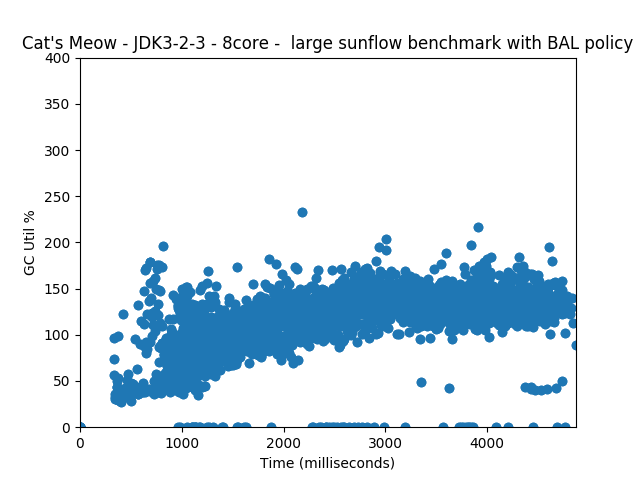 Cat's Meow - JDK3-2-3 - 8core -  large sunflow benchmark with BAL policy
400
350
300
250
200
150
100
50
0
GC Util %
0 1000 2000 3000 4000
Time (milliseconds)